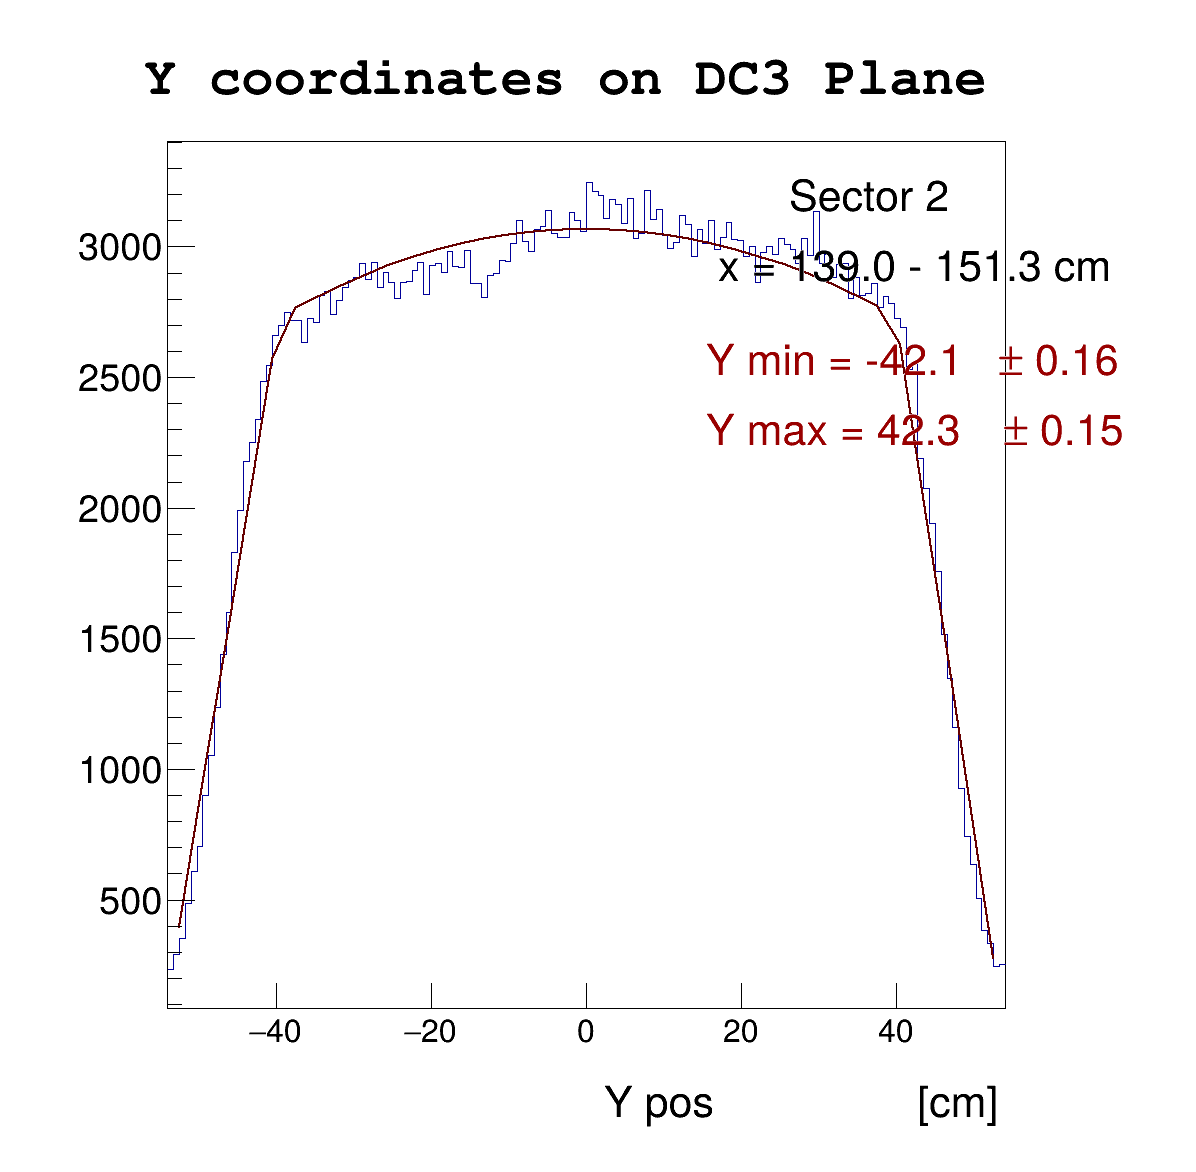 Y coordinates on DC3 Plane
Sector 2
x = 139.0 - 151.3 cm
Y min = -42.1 ± 0.16
Y max = 42.3 ± 0.15
3000
2500
2000
1500
1000
500
−40 −20 0 20 40
Y pos [cm]